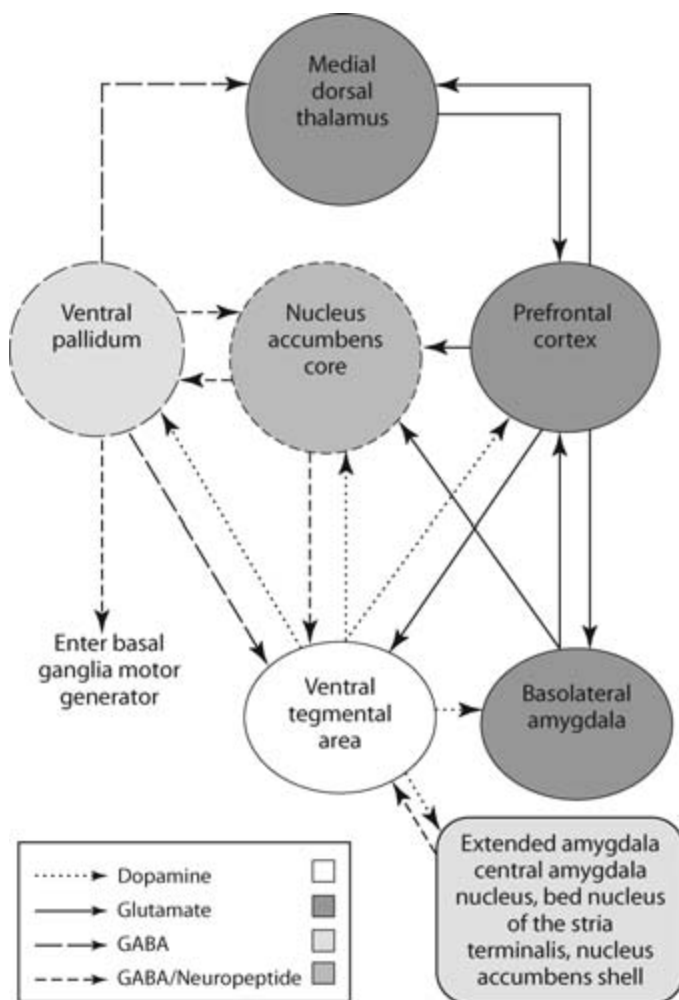 Medial
dorsal
thalamus
Ventral
pallidum
Nucleus
accumbens
core
Prefrontal
cortex
Enter basal
ganglia motor
generator
Ventral
tegmental
area
Basolateral
amygdala
Extended amygdala
central amygdala
nucleus, bed nucleus
of the stria
terminalis, nucleus
accumbens shell
Dopamine
Glutamate
GABA
GABA/Neuropeptide